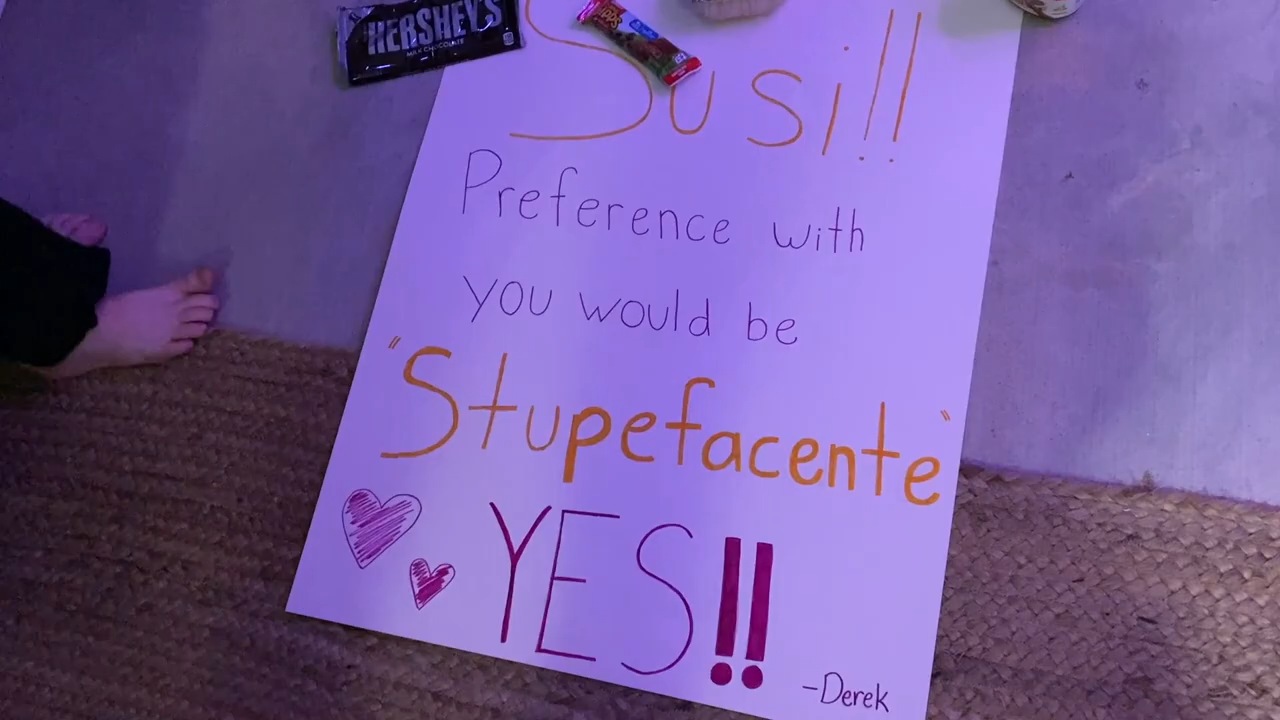 HERSHEY'S
MILK CHOCOLATE
Susi!!
Preference with
you would be
"Stupefacente"
YES!!
-Derek